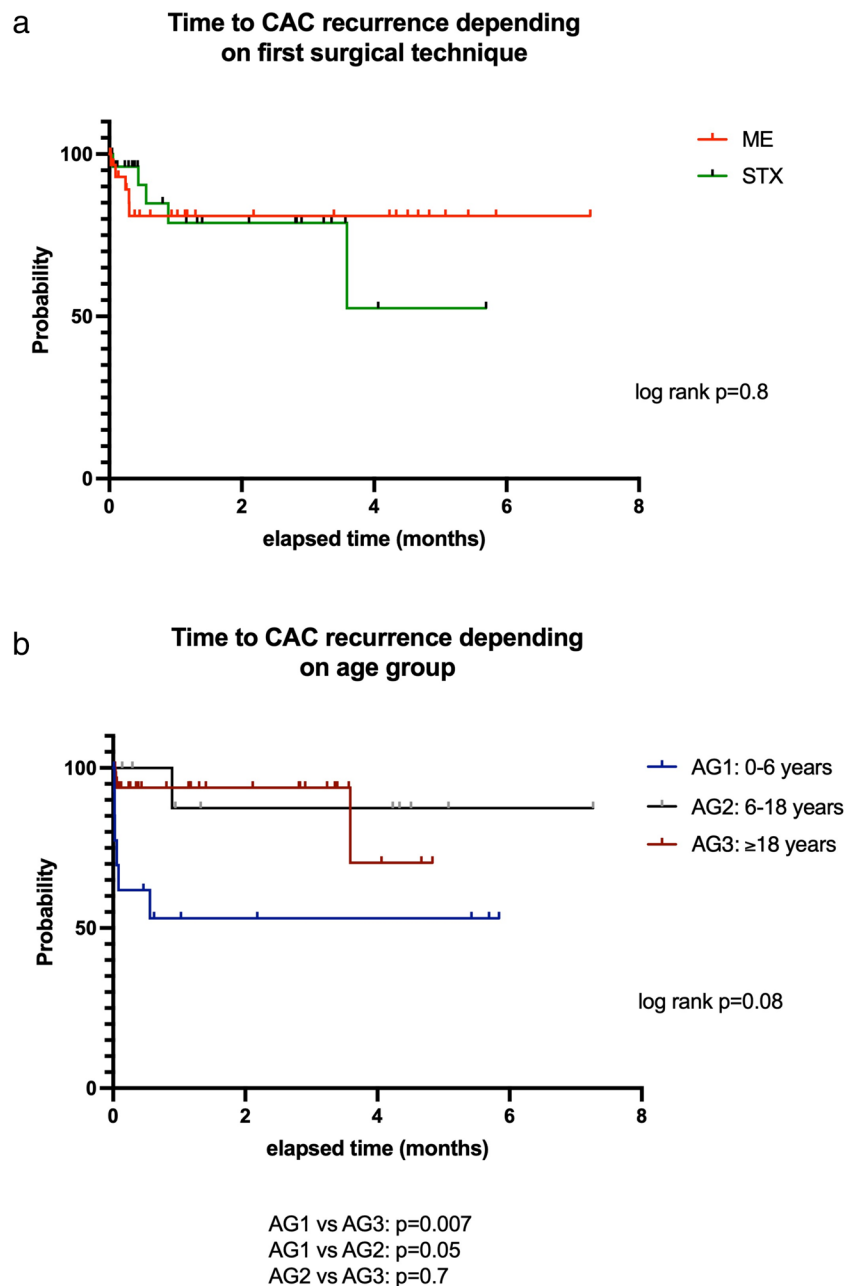 a
Time to CAC recurrence depending
on first surgical technique
100
50
0
Probability
0 2 4 6 8
elapsed time (months)
ME
STX
log rank p=0.8
b
Time to CAC recurrence depending
on age group
100
50
0
Probability
0 2 4 6 8
elapsed time (months)
AG1: 0-6 years
AG2: 6-18 years
AG3: ≥18 years
log rank p=0.08
AG1 vs AG3: p=0.007
AG1 vs AG2: p=0.05
AG2 vs AG3: p=0.7